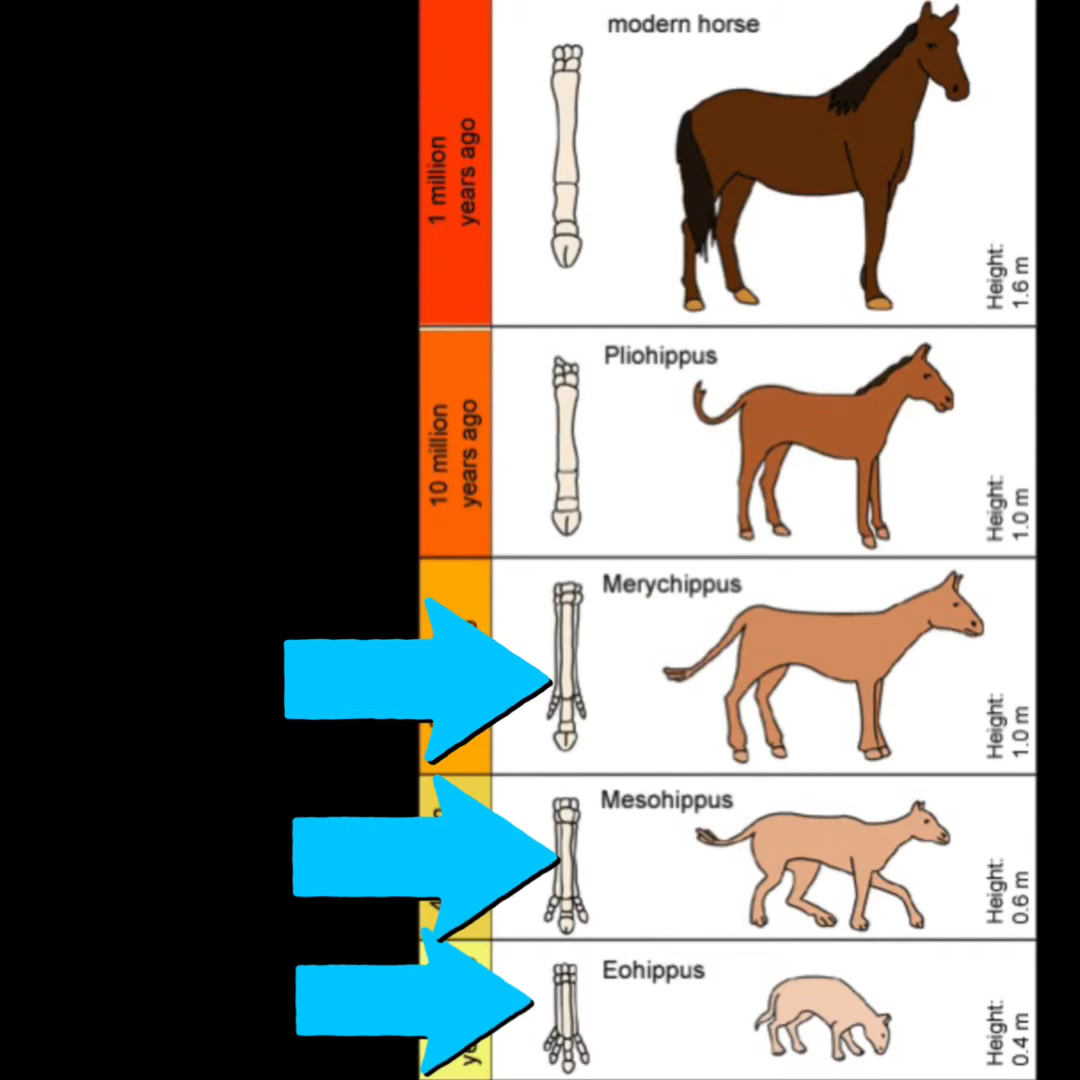 modern horse
1 million
years ago
Height:
1.6 m
Pliohippus
10 million
years ago
Height:
1.0 m
Merychippus
Height:
1.0 m
Mesohippus
Height:
0.6 m
Eohippus
Height:
0.4 m